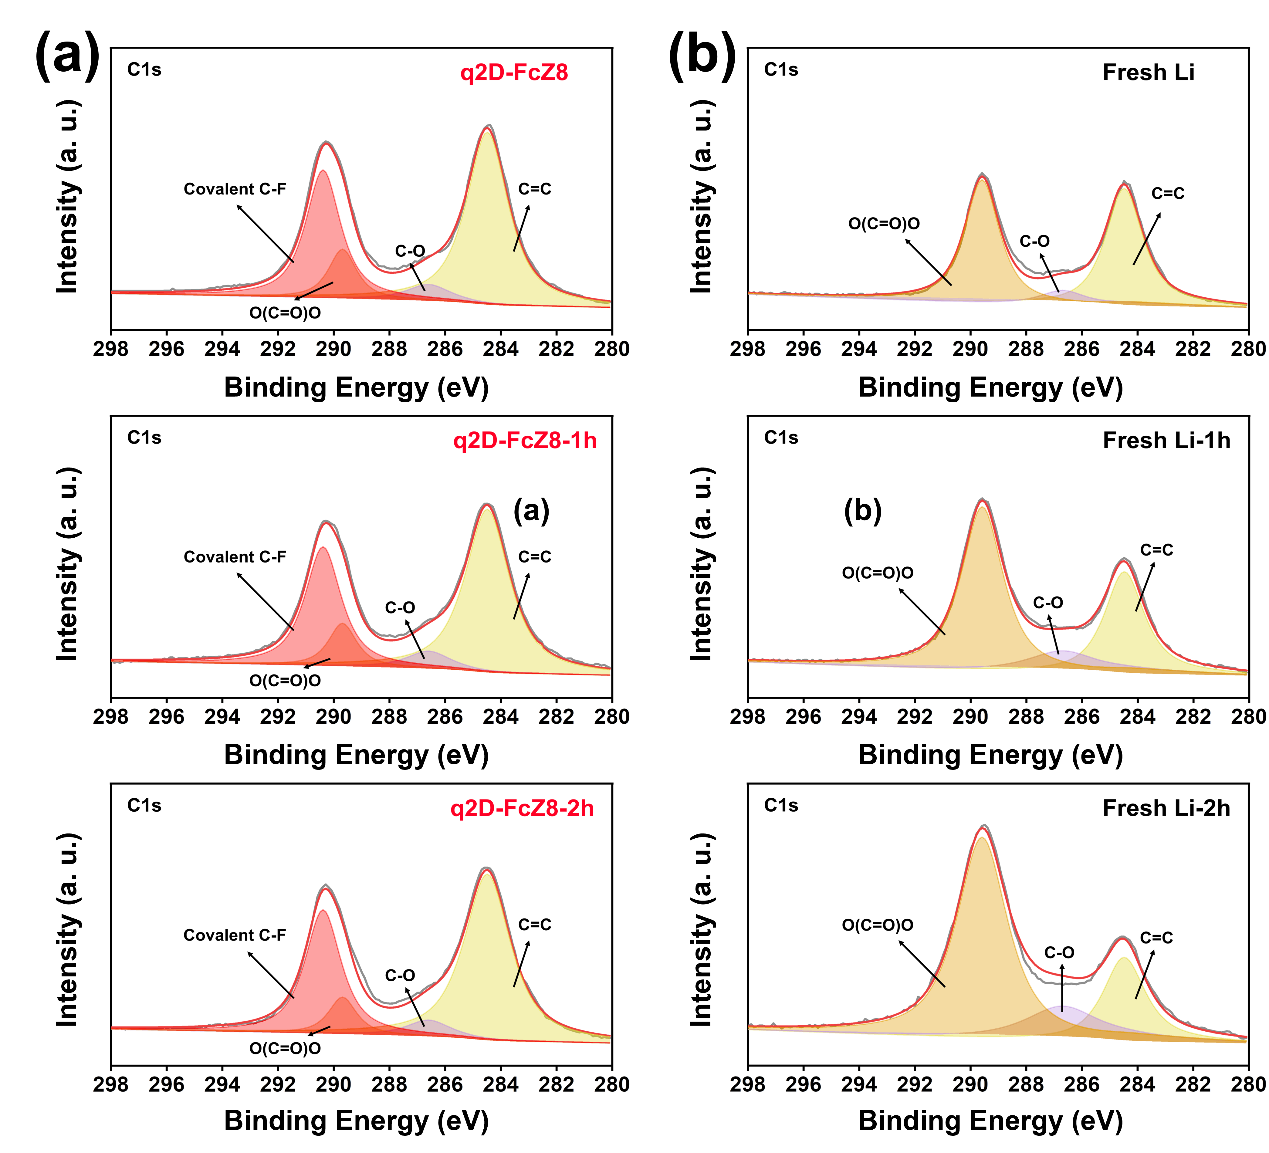 (a)
C1s
q2D-FcZ8
Covalent C-F
O(C=O)O
C-O
C=C
Intensity (a. u.)
298 296 294 292 290 288 286 284 282 280
Binding Energy (eV)
(b)
C1s
Fresh Li
O(C=O)O
C-O
C=C
Intensity (a. u.)
298 296 294 292 290 288 286 284 282 280
Binding Energy (eV)
C1s
q2D-FcZ8-1h
(a)
Covalent C-F
O(C=O)O
C-O
C=C
Intensity (a. u.)
298 296 294 292 290 288 286 284 282 280
Binding Energy (eV)
C1s
Fresh Li-1h
(b)
O(C=O)O
C-O
C=C
Intensity (a. u.)
298 296 294 292 290 288 286 284 282 280
Binding Energy (eV)
C1s
q2D-FcZ8-2h
Covalent C-F
O(C=O)O
C-O
C=C
Intensity (a. u.)
298 296 294 292 290 288 286 284 282 280
Binding Energy (eV)
C1s
Fresh Li-2h
O(C=O)O
C-O
C=C
Intensity (a. u.)
298 296 294 292 290 288 286 284 282 280
Binding Energy (eV)